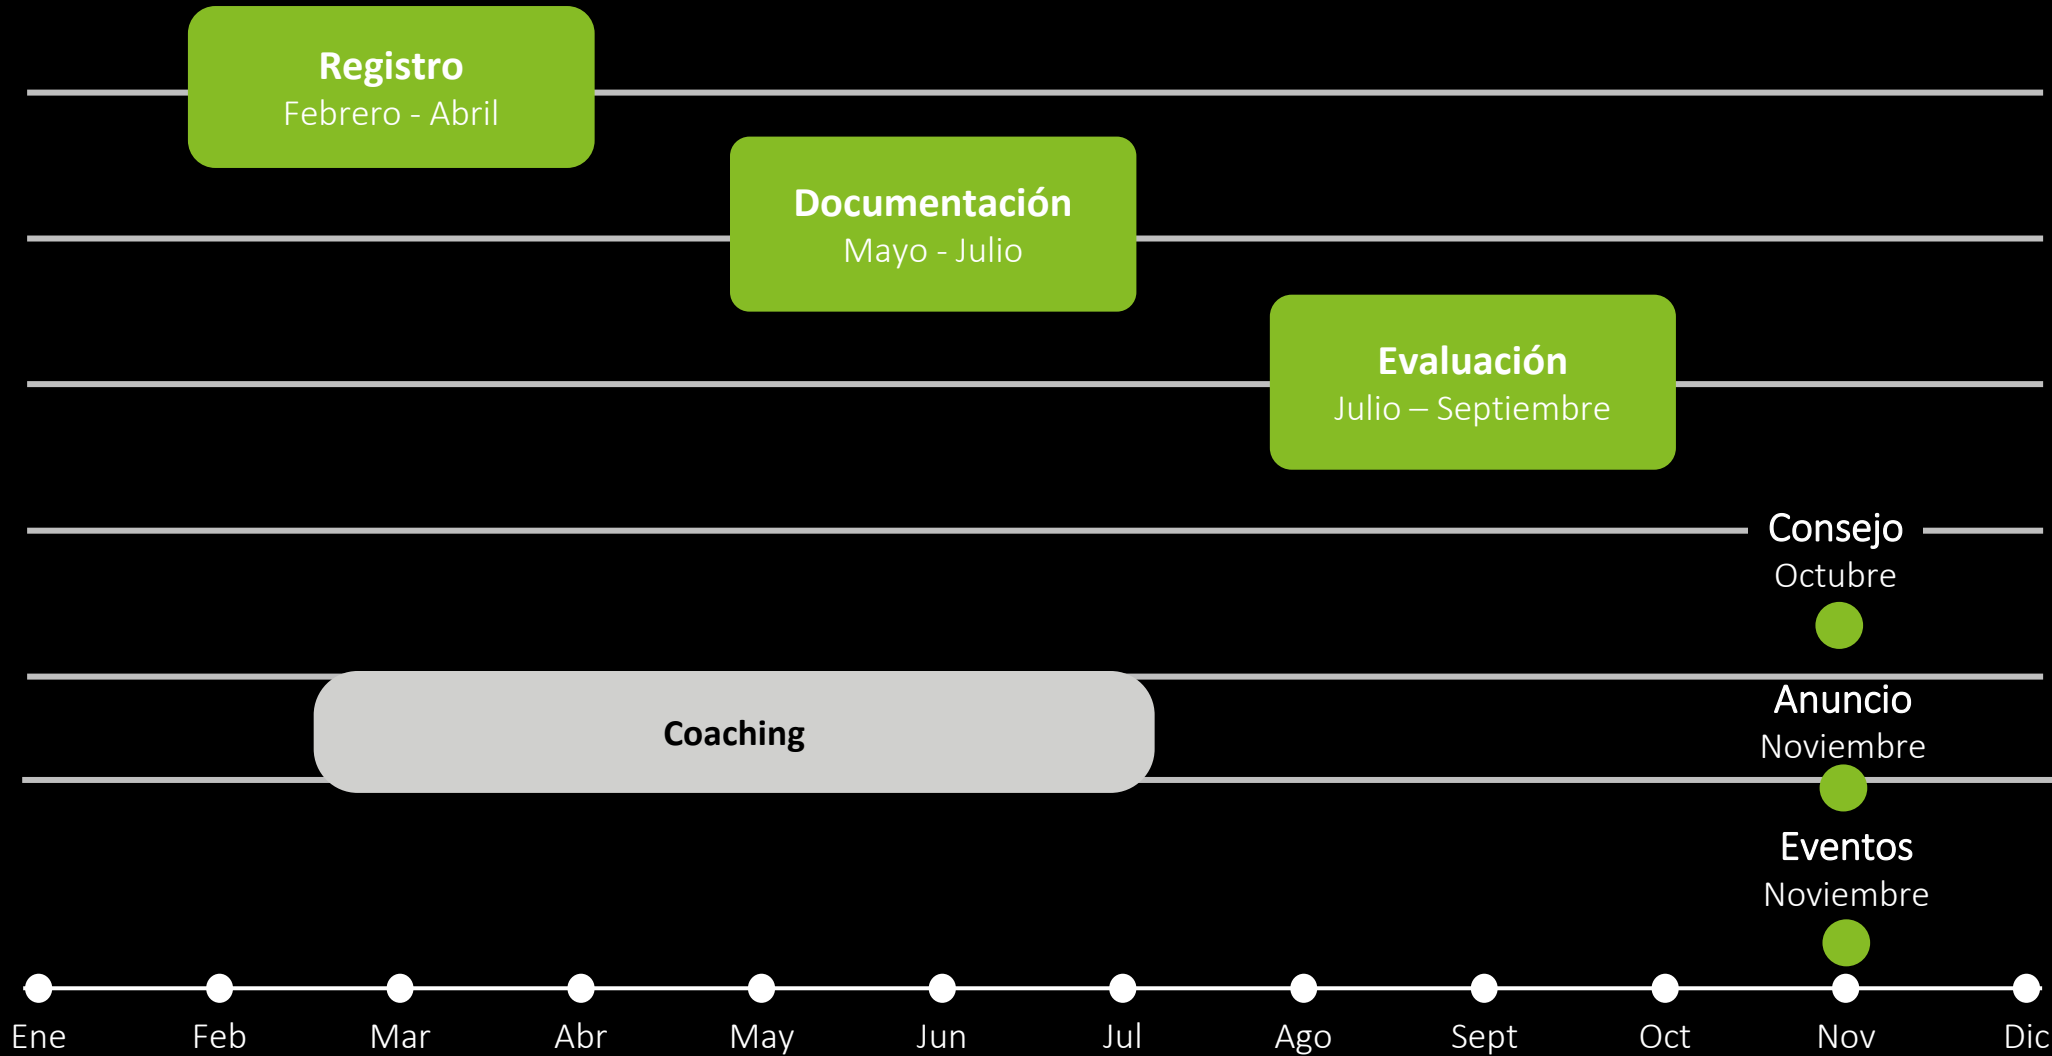 Registro
Febrero - Abril
Documentación
Mayo - Julio
Evaluación
Julio – Septiembre
Consejo
Octubre
Anuncio
Noviembre
Coaching
Eventos
Noviembre
Ene Feb Mar Abr May Jun Jul Ago Sept Oct Nov Dic